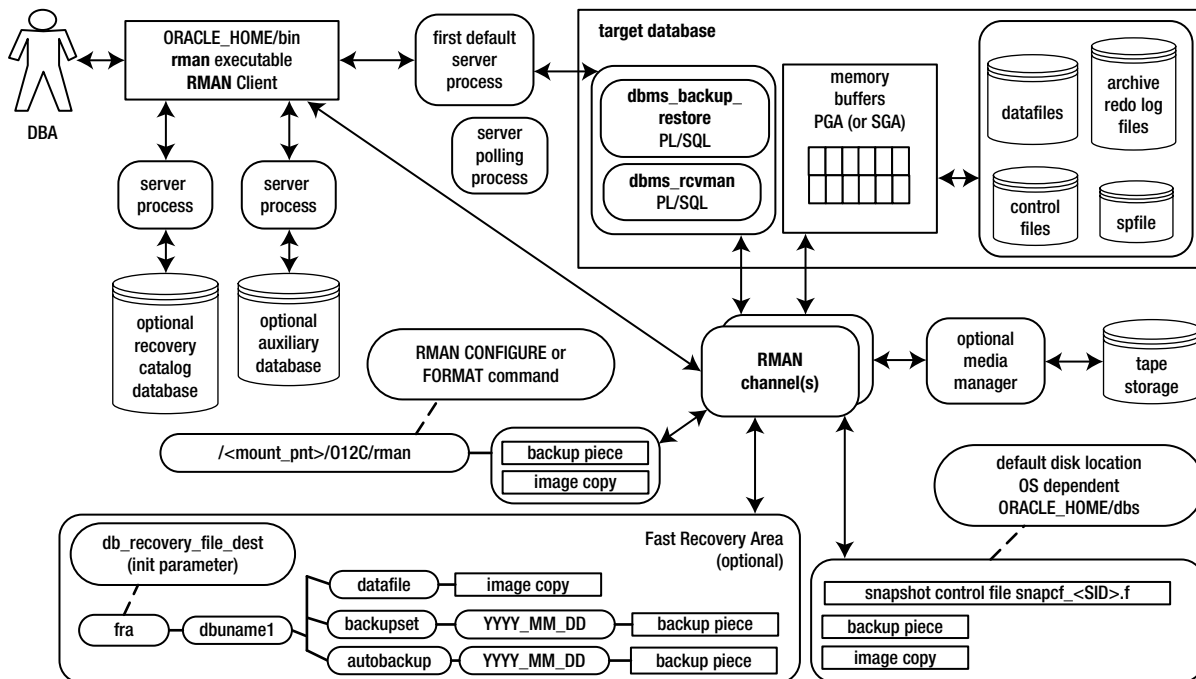 DBA
ORACLE_HOME/bin
rman executable
RMAN Client
first default
server
process
server
polling
process
server
process
server
process
optional
recovery
catalog
database
optional
auxiliary
database
target database
dbms_backup_
restore
PL/SQL
dbms_rcvman
PL/SQL
memory
buffers
PGA (or SGA)
datafiles
archive
redo log
files
control
files
spfile
RMAN
channel(s)
optional
media
manager
tape
storage
RMAN CONFIGURE or
FORMAT command
/<mount_pnt>/O12C/rman
backup piece
image copy
default disk location
OS dependent
ORACLE_HOME/dbs
snapshot control file snapcf_<SID>.f
backup piece
image copy
Fast Recovery Area
(optional)
db_recovery_file_dest
(init parameter)
fra
dbuname1
datafile
image copy
backupset
YYYY_MM_DD
backup piece
autobackup
YYYY_MM_DD
backup piece